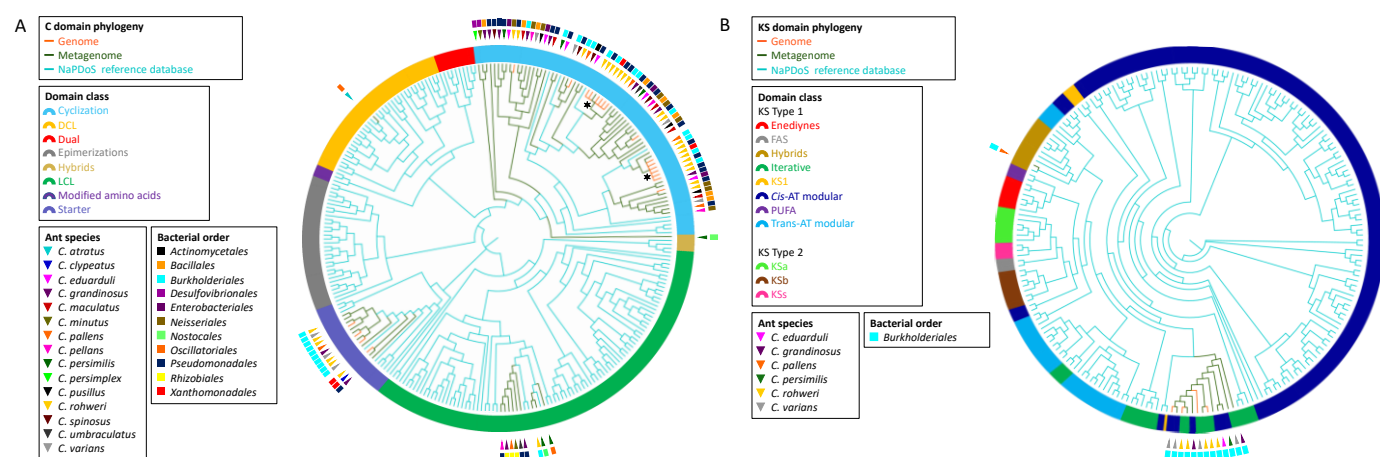 A
C domain phylogeny
Genome
Metagenome
NaPDoS reference database
Domain class
Cyclization
DCL
Dual
Epimerizations
Hybrids
LCL
Modified amino acids
Starter
Ant species
C. atratus
C. clypeatus
C. eduarduli
C. grandinosus
C. maculatus
C. minutus
C. pallens
C. pellans
C. persimilis
C. persimplex
C. pusillus
C. rohweri
C. spinosus
C. umbraculatus
C. varians
Bacterial order
Actinomycetales
Bacillales
Burkholderiales
Desulfovibrionales
Enterobacteriales
Neisseriales
Nostocales
Oscillatoriales
Pseudomonadales
Rhizobiales
Xanthomonadales
B
KS domain phylogeny
Genome
Metagenome
NaPDoS reference database
Domain class
KS Type 1
Enediynes
FAS
Hybrids
Iterative
KS1
Cis-AT modular
PUFA
Trans-AT modular
KS Type 2
KSa
KSb
KSs
Ant species
C. eduarduli
C. grandinosus
C. pallens
C. persimilis
C. rohweri
C. varians
Bacterial order
Burkholderiales